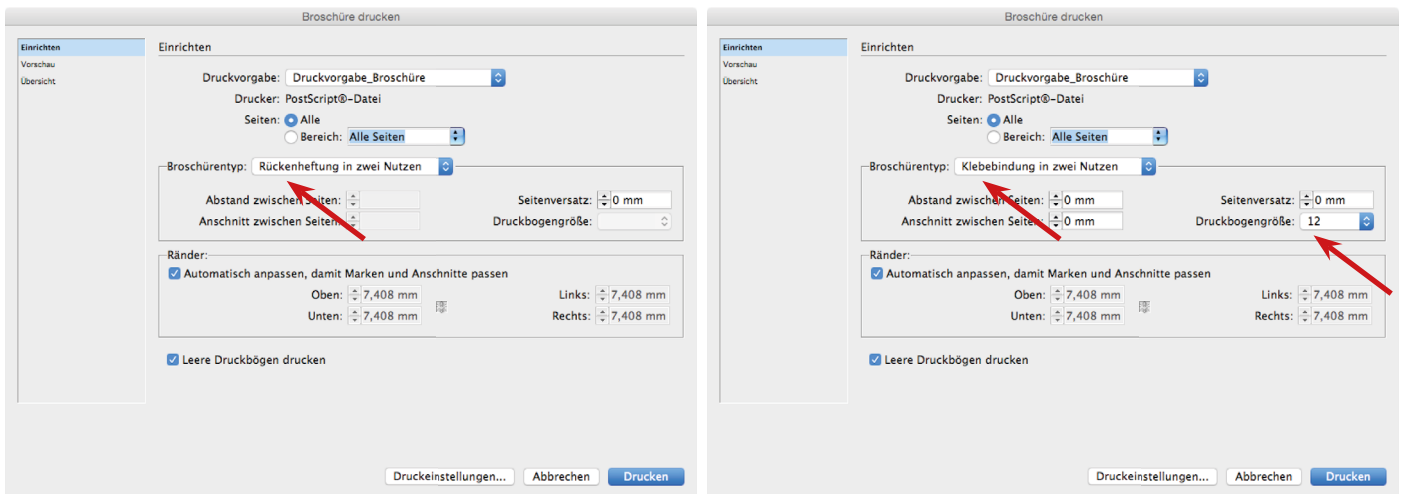 Broschüre drucken
Einrichten
Vorschau
Übersicht
Einrichten
Druckvorgabe: Druckvorgabe_Broschüre
Drucker: PostScript®-Datei
Seiten: Alle
Bereich: Alle Seiten
Broschürentyp: Rückenheftung in zwei Nutzen
Abstand zwischen Seiten: Seitenversatz: 0 mm
Anschnitt zwischen Seiten: Druckbogengröße:
Ränder:
Automatisch anpassen, damit Marken und Anschnitte passen
Oben: 7,408 mm Links: 7,408 mm
Unten: 7,408 mm Rechts: 7,408 mm
Leere Druckbögen drucken
Druckeinstellungen... Abbrechen Drucken
Broschüre drucken
Einrichten
Vorschau
Übersicht
Einrichten
Druckvorgabe: Druckvorgabe_Broschüre
Drucker: PostScript®-Datei
Seiten: Alle
Bereich: Alle Seiten
Broschürentyp: Klebebindung in zwei Nutzen
Abstand zwischen Seiten: 0 mm Seitenversatz: 0 mm
Anschnitt zwischen Seiten: 0 mm Druckbogengröße: 12
Ränder:
Automatisch anpassen, damit Marken und Anschnitte passen
Oben: 7,408 mm Links: 7,408 mm
Unten: 7,408 mm Rechts: 7,408 mm
Leere Druckbögen drucken
Druckeinstellungen... Abbrechen Drucken